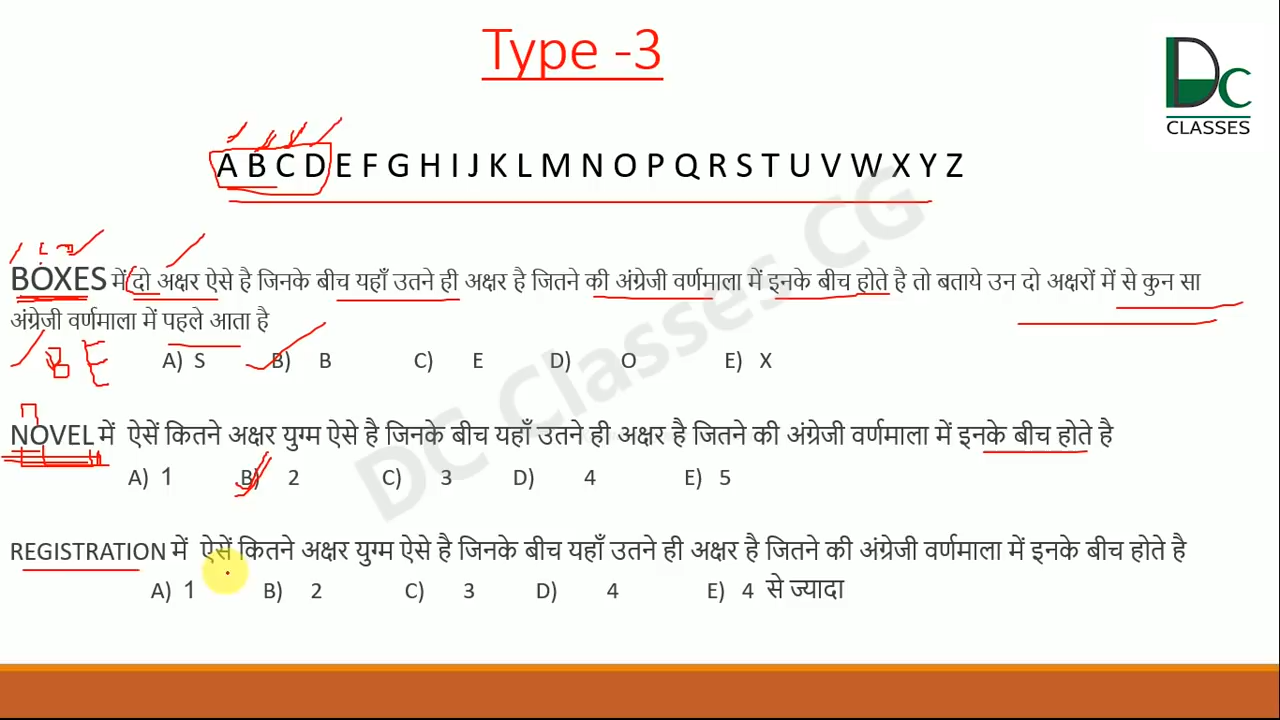 Type -3
DC
CLASSES
A B C D E F G H I J K L M N O P Q R S T U V W X Y Z
BOXES में दो अक्षर ऐसे है जिनके बीच यहाँ उतने ही अक्षर है जितने की अंग्रेजी वर्णमाला में इनके बीच होते है तो बताये उन दो अक्षरों में से कुन सा
अंग्रेजी वर्णमाला में पहले आता है
B E
A) S B) B C) E D) O E) X
NOVEL में ऐसें कितने अक्षर युग्म ऐसे है जिनके बीच यहाँ उतने ही अक्षर है जितने की अंग्रेजी वर्णमाला में इनके बीच होते है
A) 1 B) 2 C) 3 D) 4 E) 5
REGISTRATION में ऐसें कितने अक्षर युग्म ऐसे है जिनके बीच यहाँ उतने ही अक्षर है जितने की अंग्रेजी वर्णमाला में इनके बीच होते है
A) 1 B) 2 C) 3 D) 4 E) 4 से ज्यादा
DC Classes CG